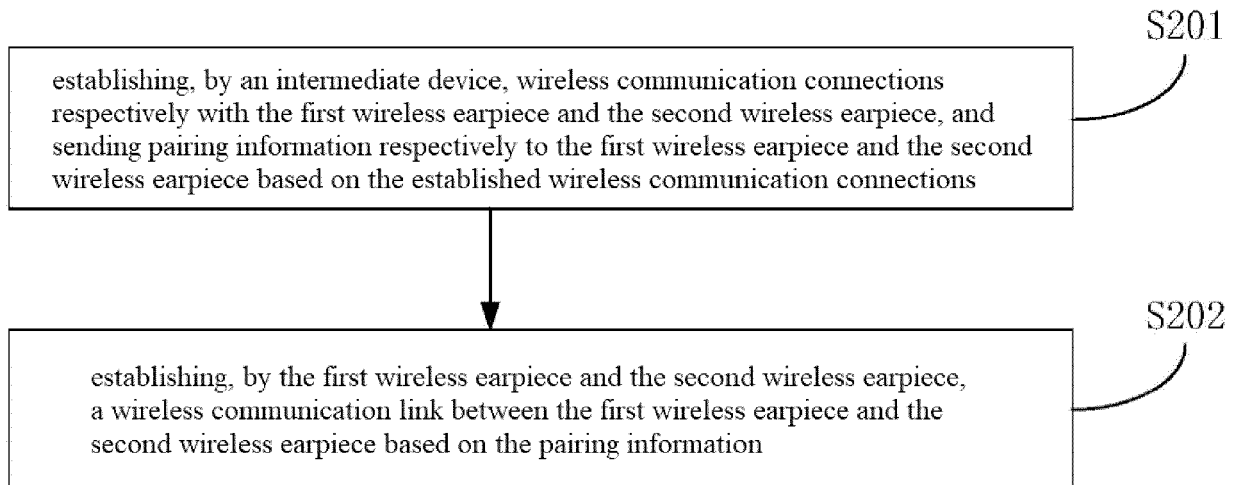 S201
establishing, by an intermediate device, wireless communication connections
respectively with the first wireless earpiece and the second wireless earpiece, and
sending pairing information respectively to the first wireless earpiece and the second
wireless earpiece based on the established wireless communication connections
S202
establishing, by the first wireless earpiece and the second wireless earpiece,
a wireless communication link between the first wireless earpiece and the
second wireless earpiece based on the pairing information